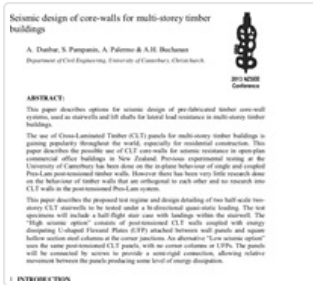 Seismic design of core-walls for multi-storey timber
buildings
A. Dunbar, S. Pampanin, A. Palermo & A.H. Buchanan
Department of Civil Engineering, University of Canterbury, Christchurch.
2013 NZSEE
Conference
ABSTRACT:
This paper describes options for seismic design of pre-fabricated timber core-wall
systems, used as stairwells and lift shafts for lateral load resistance in multi-storey timber
buildings.
The use of Cross-Laminated Timber (CLT) panels for multi-storey timber buildings is
gaining popularity throughout the world, especially for residential construction. This
paper describes the possible use of CLT core-walls for seismic resistance in open-plan
commercial office buildings in New Zealand. Previous experimental testing at the
University of Canterbury has been done on the in-plane behaviour of single and coupled
Pres-Lam post-tensioned timber walls. However there has been very little research done
on the behaviour of timber walls that are orthogonal to each other and no research into
CLT walls in the post-tensioned Pres-Lam system.
This paper describes the proposed test regime and design detailing of two half-scale two-
storey CLT stairwells to be tested under a bi-directional quasi-static loading. The test
specimens will include a half-flight stair case with landings within the stairwell. The
"High seismic option" consists of post-tensioned CLT walls coupled with energy
dissipating U-shaped Flexural Plates (UFP) attached between wall panels and square
hollow section steel columns at the corner junctions. An alternative "Low seismic option"
uses the same post-tensioned CLT panels, with no corner columns or UFPs. The panels
will be connected by screws to provide a semi-rigid connection, allowing relative
movement between the panels producing some level of energy dissipation.
1 INTRODUCTION